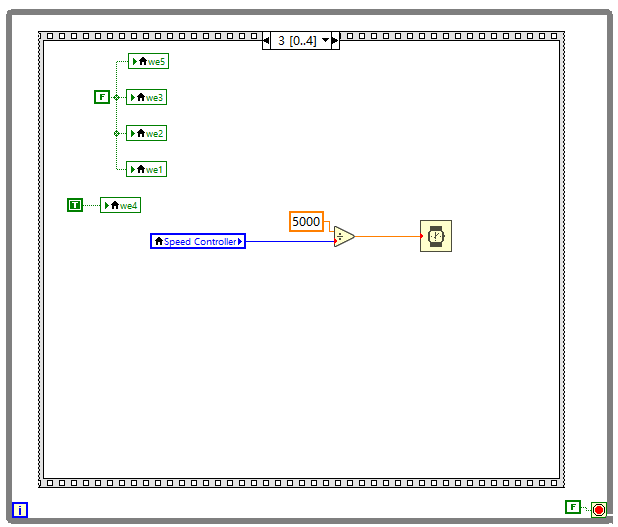 3 [0..4]
we5
F
we3
we2
we1
T
we4
5000
Speed Controller
÷
i
F